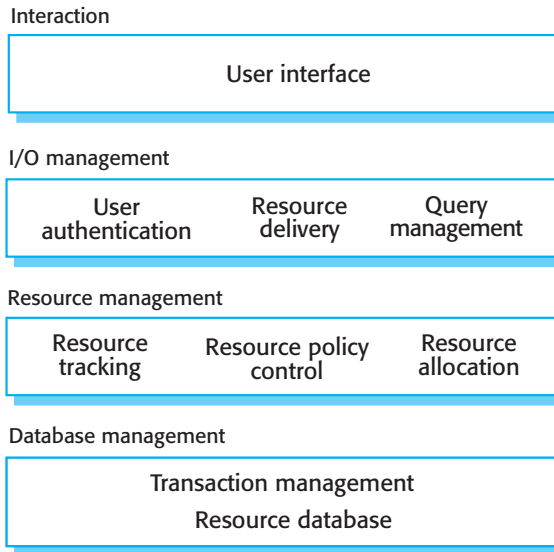 Interaction
User interface
I/O management
User authentication
Resource delivery
Query management
Resource management
Resource tracking
Resource policy control
Resource allocation
Database management
Transaction management
Resource database